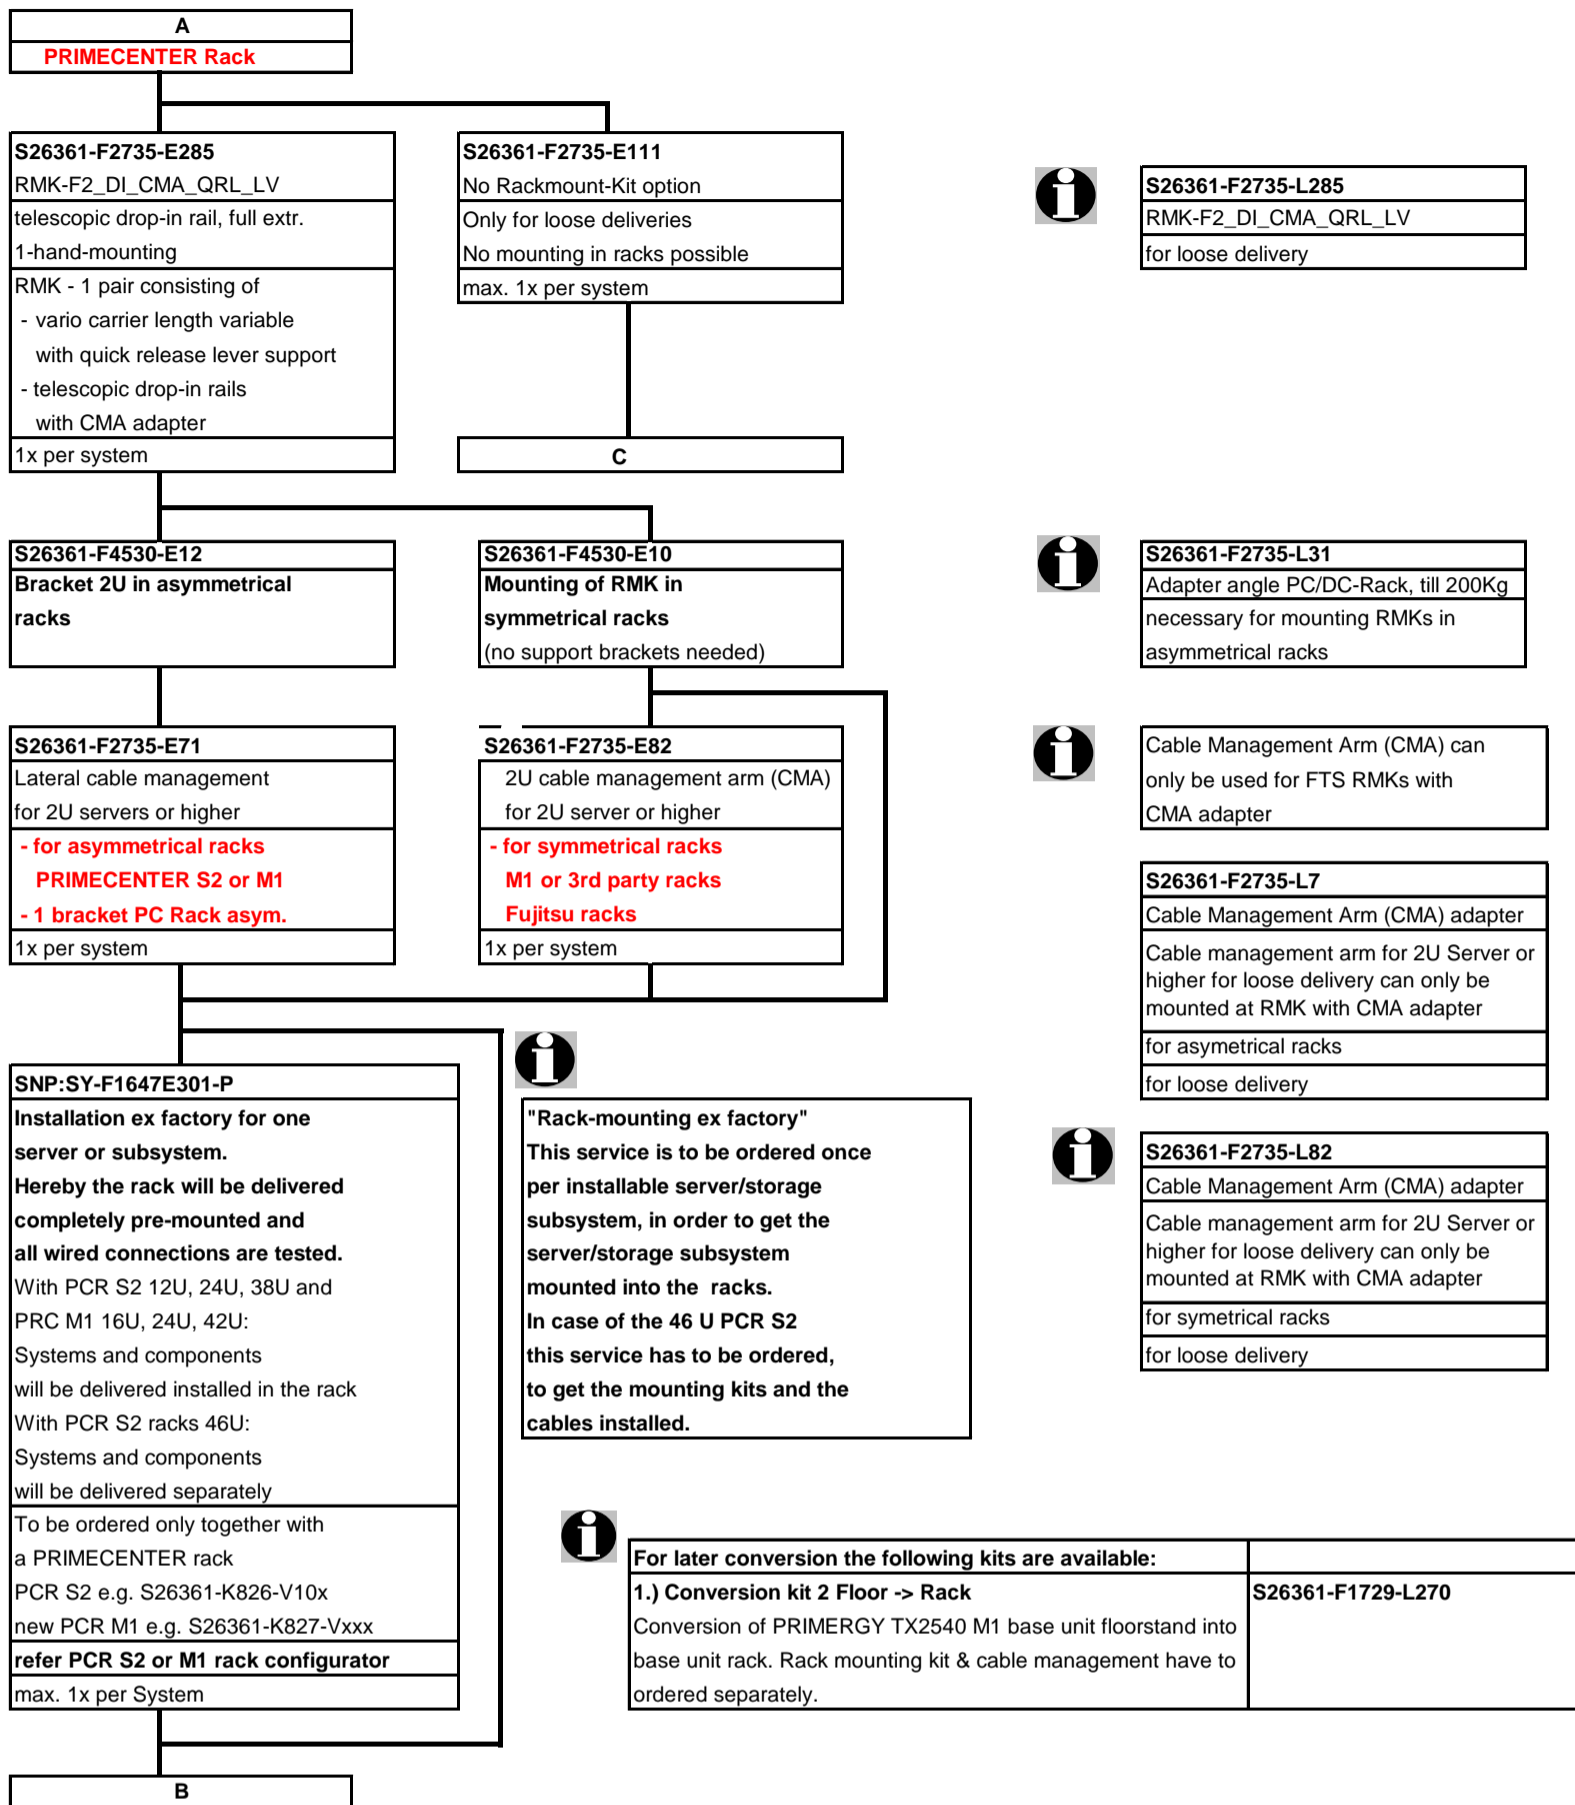 A
PRIMECENTER Rack
S26361-F2735-E285
RMK-F2_DI_CMA_QRL_LV
telescopic drop-in rail, full extr.
1-hand-mounting
RMK - 1 pair consisting of
- vario carrier length variable
with quick release lever support
- telescopic drop-in rails
with CMA adapter
1x per system
S26361-F2735-E111
No Rackmount-Kit option
Only for loose deliveries
No mounting in racks possible
max. 1x per system
C
S26361-F2735-L285
RMK-F2_DI_CMA_QRL_LV
for loose delivery
S26361-F4530-E12
Bracket 2U in asymmetrical
racks
S26361-F4530-E10
Mounting of RMK in
symmetrical racks
(no support brackets needed)
S26361-F2735-L31
Adapter angle PC/DC-Rack, till 200Kg
necessary for mounting RMKs in
asymmetrical racks
S26361-F2735-E71
Lateral cable management
for 2U servers or higher
- for asymmetrical racks
PRIMECENTER S2 or M1
- 1 bracket PC Rack asym.
1x per system
S26361-F2735-E82
2U cable management arm (CMA)
for 2U server or higher
- for symmetrical racks
M1 or 3rd party racks
Fujitsu racks
1x per system
Cable Management Arm (CMA) can
only be used for FTS RMKs with
CMA adapter
S26361-F2735-L7
Cable Management Arm (CMA) adapter
Cable management arm for 2U Server or
higher for loose delivery can only be
mounted at RMK with CMA adapter
for asymetrical racks
for loose delivery
SNP:SY-F1647E301-P
Installation ex factory for one
server or subsystem.
Hereby the rack will be delivered
completely pre-mounted and
all wired connections are tested.
With PCR S2 12U, 24U, 38U and
PRC M1 16U, 24U, 42U:
Systems and components
will be delivered installed in the rack
With PCR S2 racks 46U:
Systems and components
will be delivered separately
To be ordered only together with
a PRIMECENTER rack
PCR S2 e.g. S26361-K826-V10x
new PCR M1 e.g. S26361-K827-Vxxx
refer PCR S2 or M1 rack configurator
max. 1x per System
"Rack-mounting ex factory"
This service is to be ordered once
per installable server/storage
subsystem, in order to get the
server/storage subsystem
mounted into the racks.
In case of the 46 U PCR S2
this service has to be ordered,
to get the mounting kits and the
cables installed.
S26361-F2735-L82
Cable Management Arm (CMA) adapter
Cable management arm for 2U Server or
higher for loose delivery can only be
mounted at RMK with CMA adapter
for symetrical racks
for loose delivery
For later conversion the following kits are available:
1.) Conversion kit 2 Floor -> Rack
S26361-F1729-L270
Conversion of PRIMERGY TX2540 M1 base unit floorstand into
base unit rack. Rack mounting kit & cable management have to
ordered separately.
B